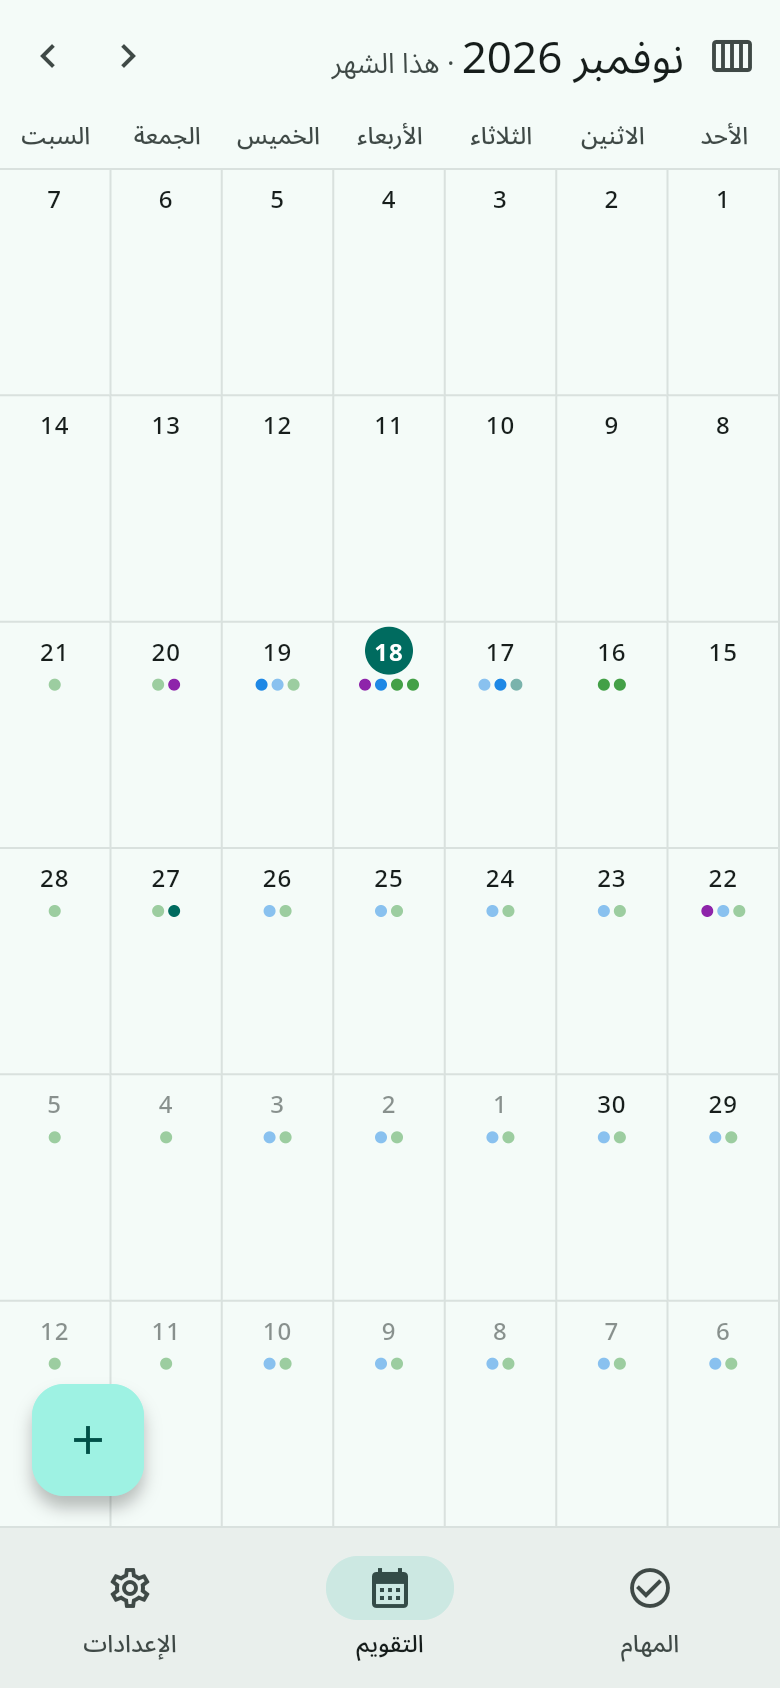 نوفمبر 2026 · هذا الشهر
الأحد الاثنين الثلاثاء الأربعاء الخميس الجمعة السبت
1 2 3 4 5 6 7
8 9 10 11 12 13 14
15 16 17 18 19 20 21
22 23 24 25 26 27 28
29 30 1 2 3 4 5
6 7 8 9 10 11 12
المهام التقويم الإعدادات